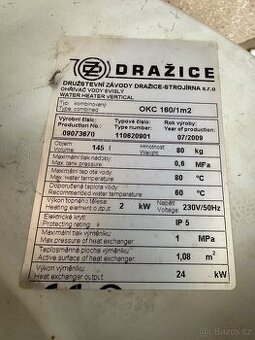 DRAŽICE
DRUŽSTEVNÍ ZÁVODY DRAŽICE-STROJÍRNA s.r.o
OHŘÍVAČ VODY SVISLÝ
WATER HEATER VERTICAL
Typ: kombinovaný
Type: combined
OKC 160/1m2
Výrobní číslo: Typové číslo: Rok výroby:
Production No.: Type number: Year of production:
09073670 110620901 07/2009
Objem Hmotnost
Volume 145 l Weight 80 kg
Maximální tlak nádoby
Max. tank pressure 0,6 MPa
Maximální teplota vody
Max. water temperature 80 °C
Doporučená teplota
Recommended temperature 60 °C
Výkon topného tělesa Napětí
Heating element output 2 kW Voltage 230V/50Hz
Elektrické krytí
Protecting rating IP 5
Maximální tlak výměníku
Max. pressure of heat exchanger 1 MPa
Teplosměnná plocha výměníku
Active surface of heat exchanger 1,08 m²
Výkon výměníku
Heat exchanger output 24 kW
bazos.cz